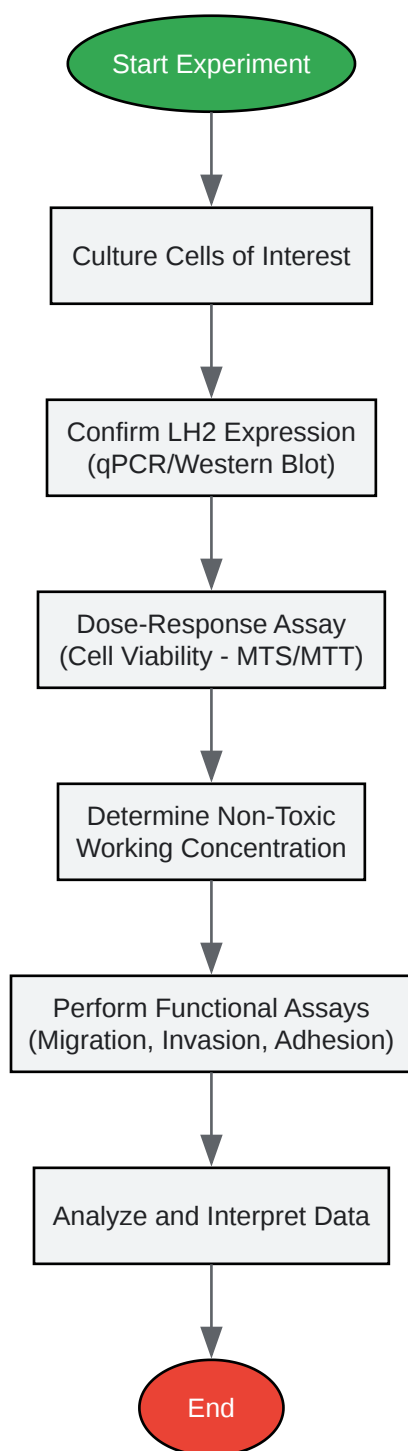 Start Experiment
Culture Cells of Interest
Confirm LH2 Expression
(qPCR/Western Blot)
Dose-Response Assay
(Cell Viability - MTS/MTT)
Determine Non-Toxic
Working Concentration
Perform Functional Assays
(Migration, Invasion, Adhesion)
Analyze and Interpret Data
End